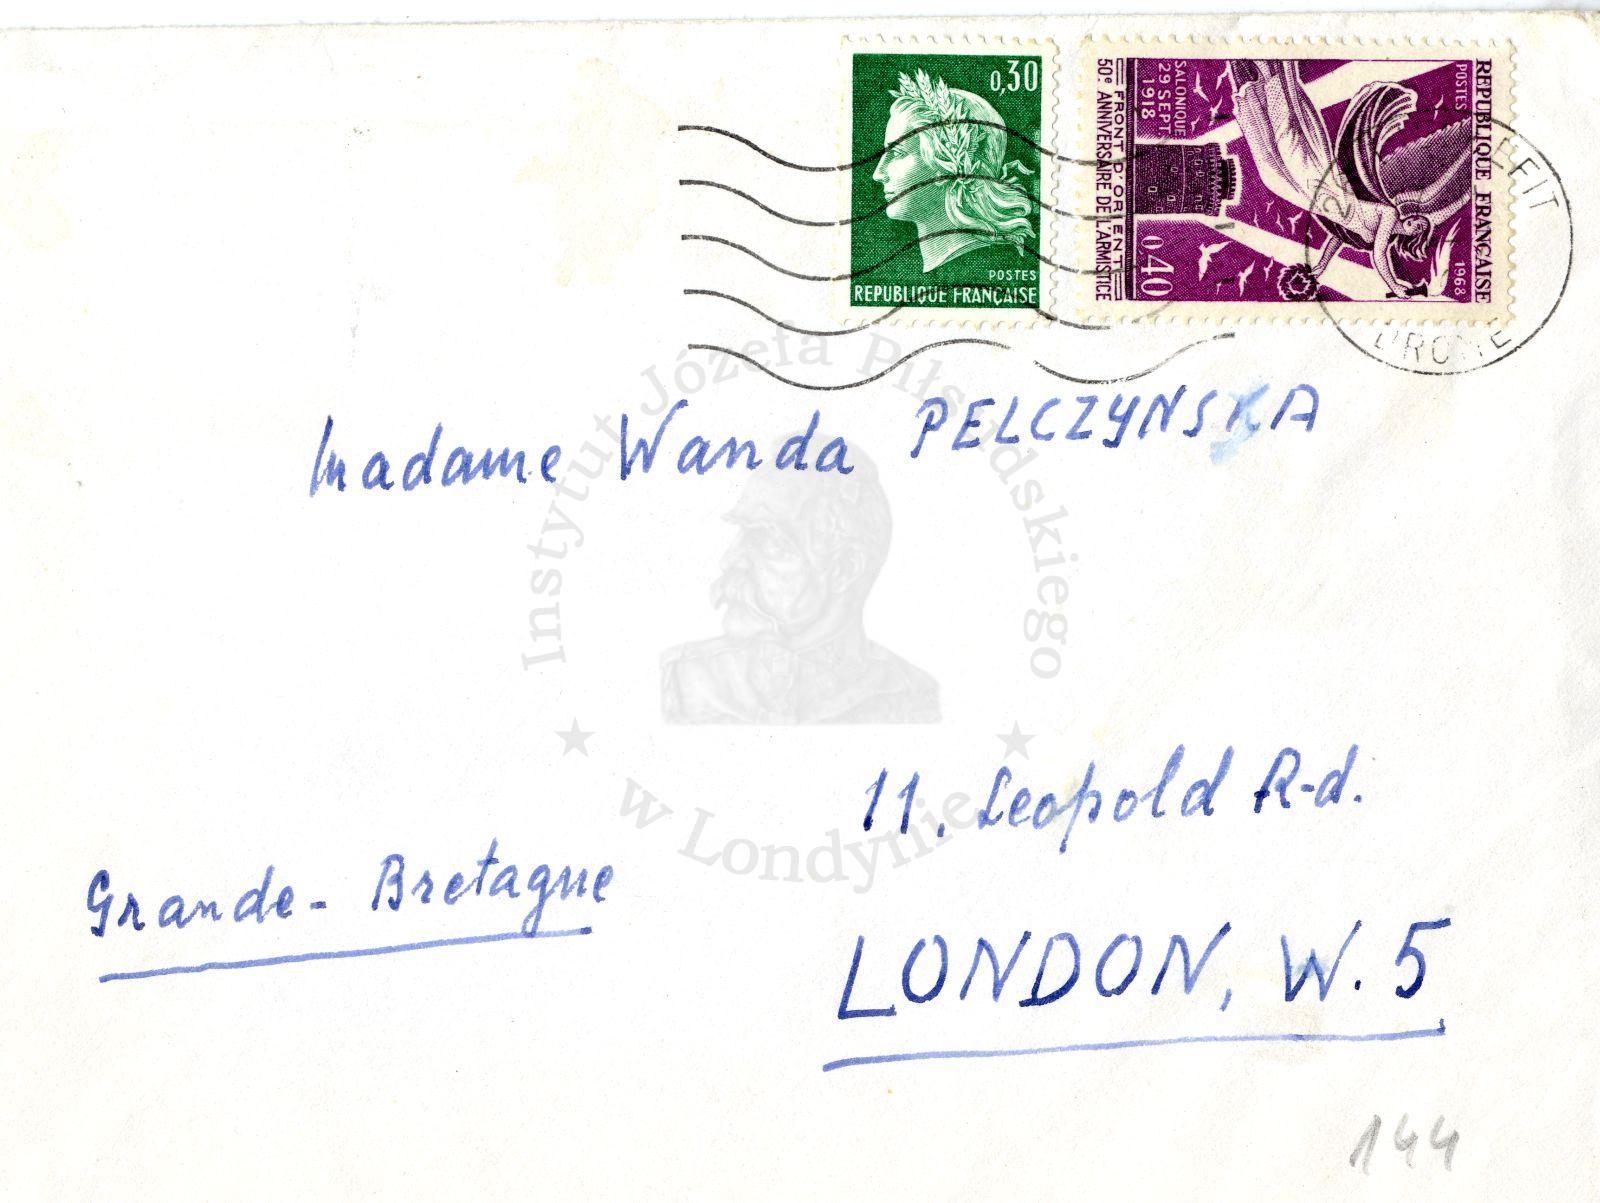 0,30
POSTES
REPUBLIQUE FRANÇAISE
REPUBLIQUE FRANÇAISE
POSTES
1968
SALONIQUE
29 SEPT.
1918
FRONT D'ORIENT
50e ANNIVERSAIRE DE L'ARMISTICE
0,40
Madame Wanda PELCZYNSKA
11. Leopold R-d.
Grande-Bretagne
LONDON, W. 5
144
Instytut Józefa Piłsudskiego
w Londynie